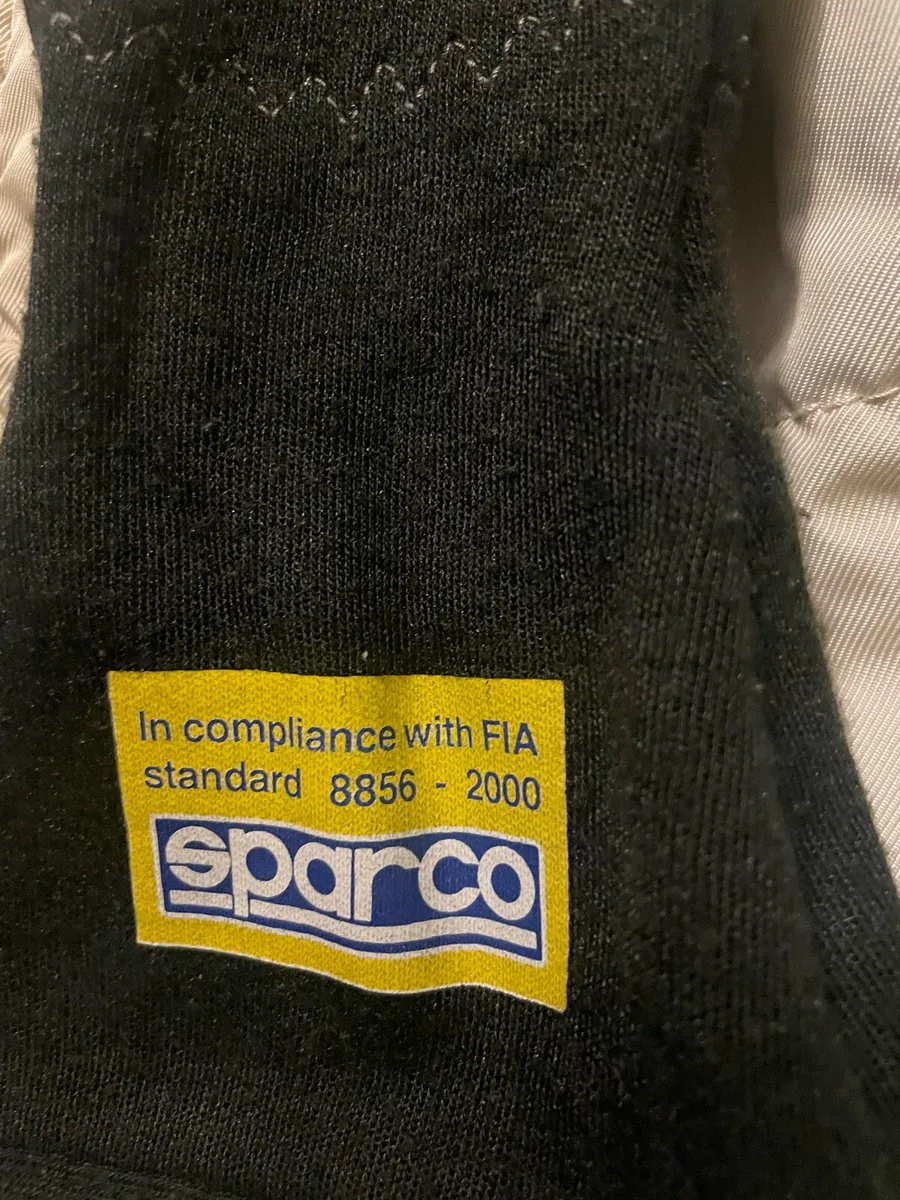 In compliance with FIA
standard 8856 - 2000
sparco